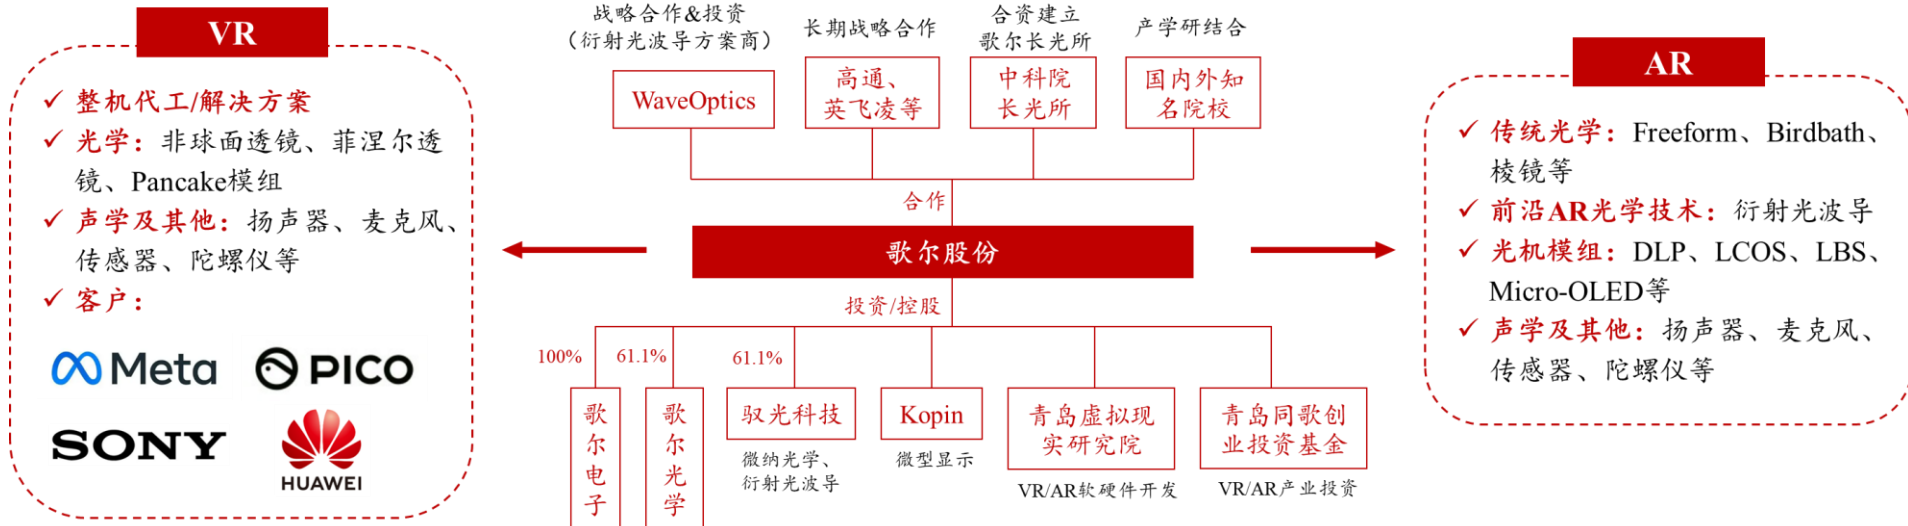 VR
✓ 整机代工/解决方案
✓ 光学：非球面透镜、菲涅尔透
镜、Pancake模组
✓ 声学及其他：扬声器、麦克风、
传感器、陀螺仪等
✓ 客户：
Meta
PICO
SONY
HUAWEI
战略合作&投资
（衍射光波导方案商）
WaveOptics
长期战略合作
高通、
英飞凌等
合资建立
歌尔长光所
中科院
长光所
产学研结合
国内外知
名院校
合作
歌尔股份
投资/控股
100%
歌尔电子
61.1%
歌尔光学
61.1%
驭光科技
微纳光学、
衍射光波导
Kopin
微型显示
青岛虚拟现
实研究院
VR/AR软硬件开发
青岛同歌创
业投资基金
VR/AR产业投资
AR
✓ 传统光学：Freeform、Birdbath、
棱镜等
✓ 前沿AR光学技术：衍射光波导
✓ 光机模组：DLP、LCOS、LBS、
Micro-OLED等
✓ 声学及其他：扬声器、麦克风、
传感器、陀螺仪等